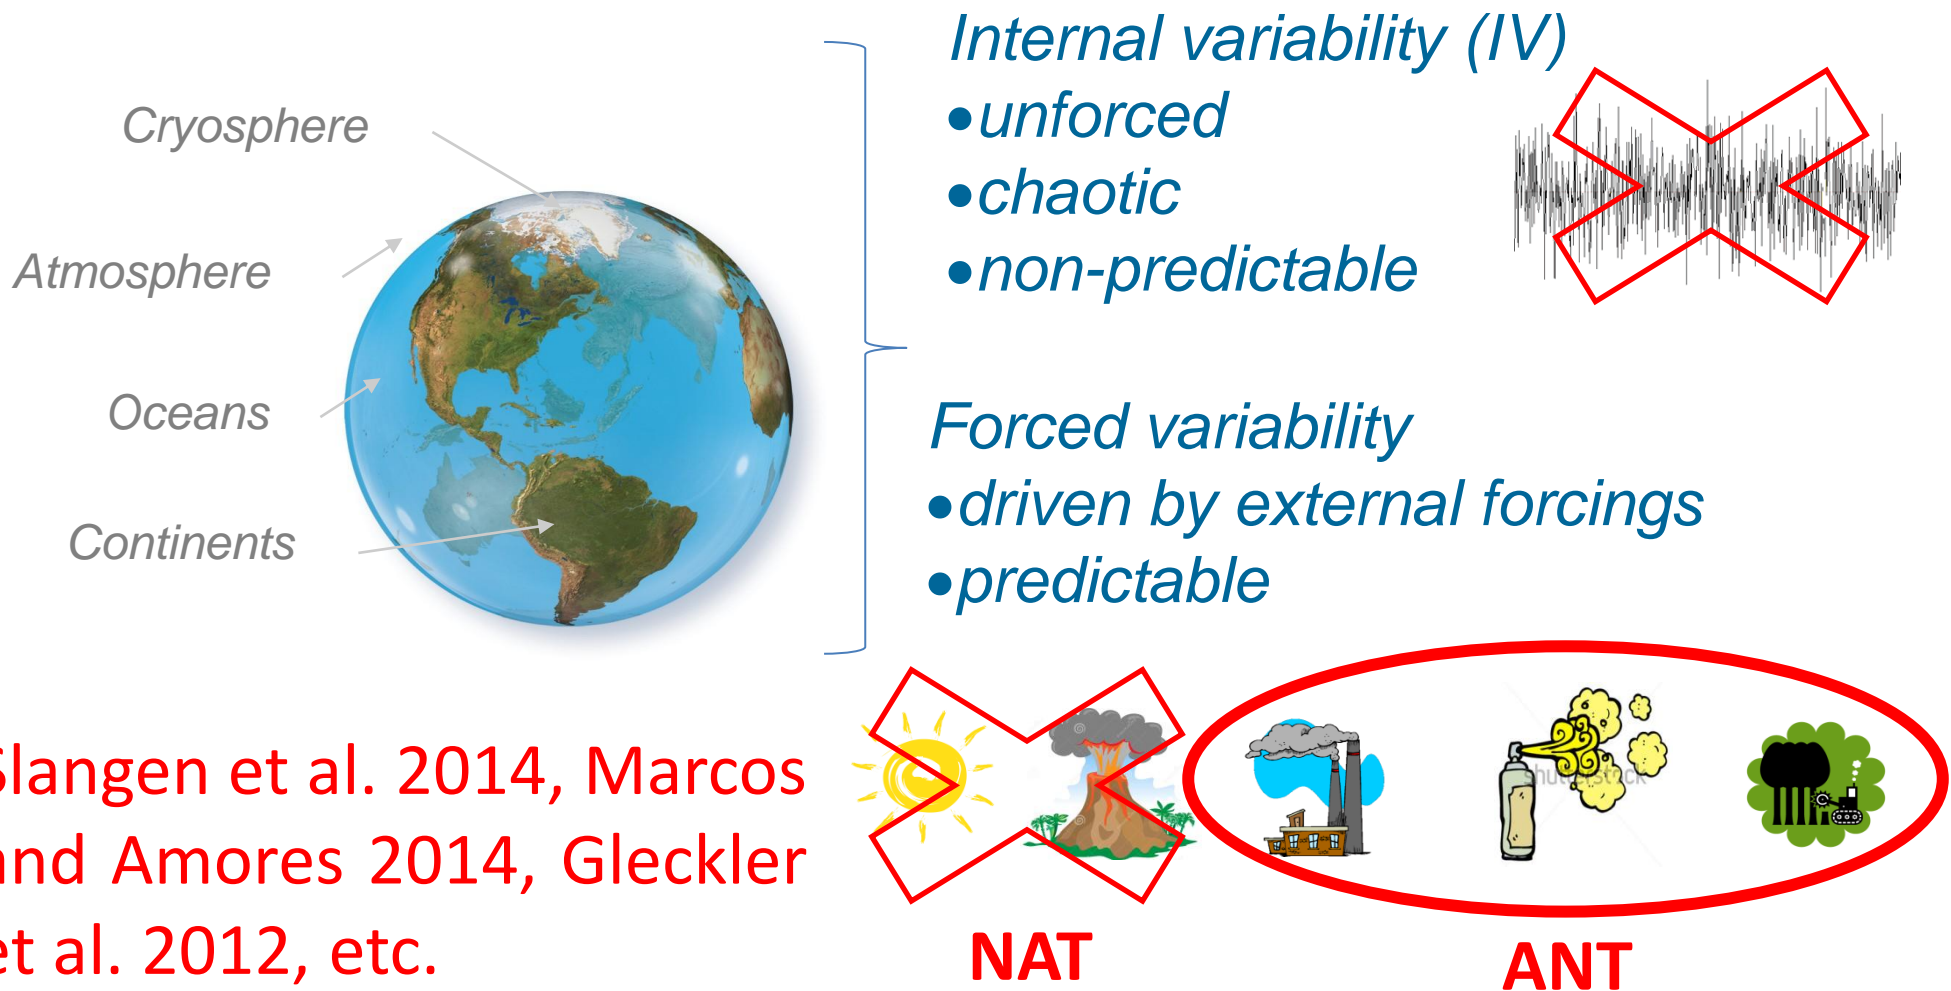 Internal variability (IV)
•unforced
•chaotic
•non-predictable
Cryosphere
Atmosphere
Oceans
Continents
Forced variability
•driven by external forcings
•predictable
Slangen et al. 2014, Marcos
and Amores 2014, Gleckler
et al. 2012, etc.
shutterstock
NAT
ANT